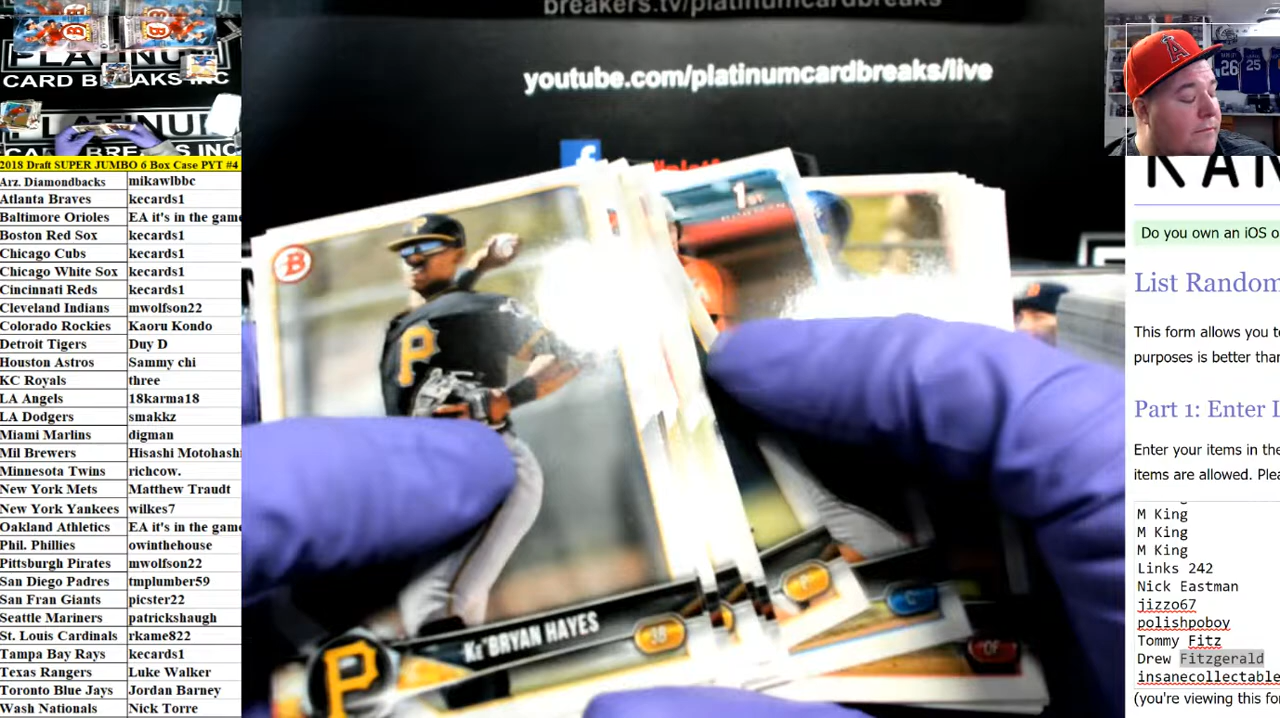 breakers.tv/platinumcardbreaks
youtube.com/platinumcardbreaks/live
PLATINUM
CARD BREAKS INC
PLATINUM
2018 Draft SUPER JUMBO 6 Box Case PYT #4
Arz. Diamondbacks mikawlbbc
Atlanta Braves kecards1
Baltimore Orioles EA it's in the game
Boston Red Sox kecards1
Chicago Cubs kecards1
Chicago White Sox kecards1
Cincinnati Reds kecards1
Cleveland Indians mwolfson22
Colorado Rockies Kaoru Kondo
Detroit Tigers Duy D
Houston Astros Sammy chi
KC Royals three
LA Angels 18karma18
LA Dodgers smakkz
Miami Marlins digman
Mil Brewers Hisashi Motohashi
Minnesota Twins richcow.
New York Mets Matthew Traudt
New York Yankees wilkes7
Oakland Athletics EA it's in the game
Phil. Phillies owinthehouse
Pittsburgh Pirates mwolfson22
San Diego Padres tmplumber59
San Fran Giants picster22
Seattle Mariners patrickshaugh
St. Louis Cardinals rkame822
Tampa Bay Rays kecards1
Texas Rangers Luke Walker
Toronto Blue Jays Jordan Barney
Wash Nationals Nick Torre
B
1ST
P
KE'BRYAN HAYES
3B
P
P
C
OF
A
26
25
RAN
Do you own an iOS o
List Random
This form allows you to
purposes is better than
Part 1: Enter
Enter your items in the
items are allowed. Plea
M King
M King
M King
Links 242
Nick Eastman
jizzo67
polishpoboy
Tommy Fitz
Drew Fitzgerald
insanecollectable
(you're viewing this fo